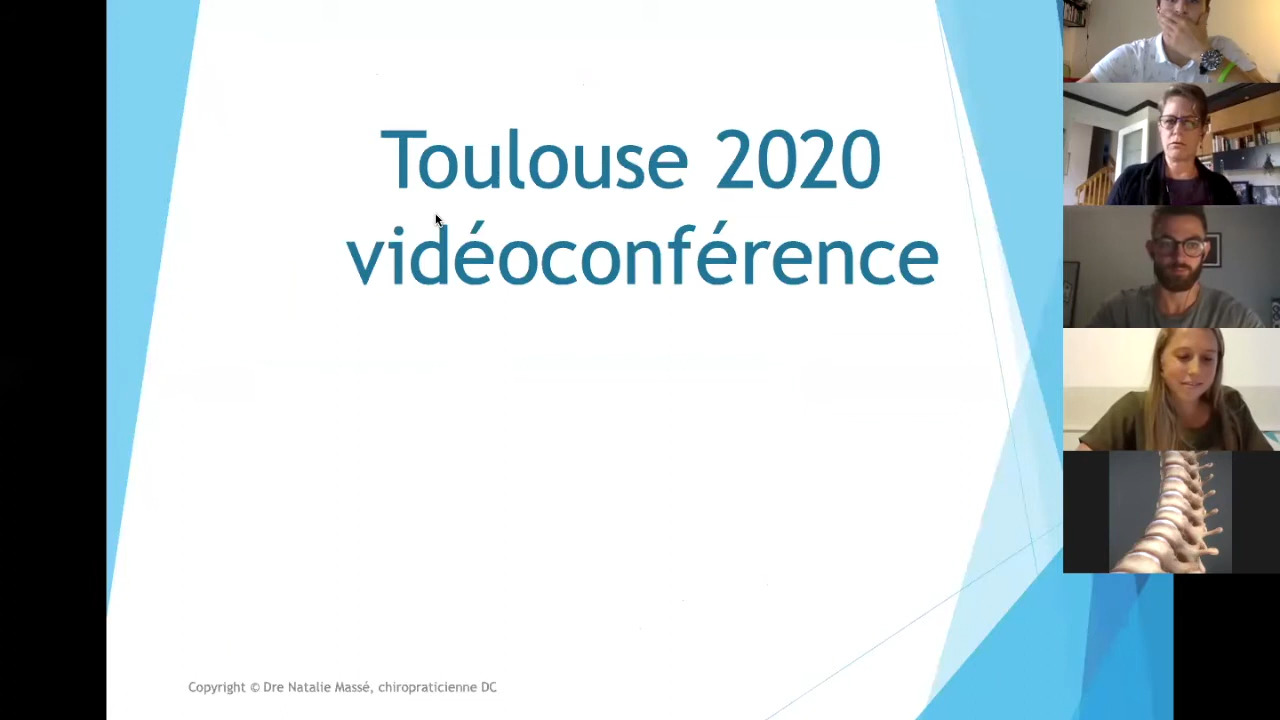 Toulouse 2020
vidéoconférence
Copyright © Dre Natalie Massé, chiropraticienne DC